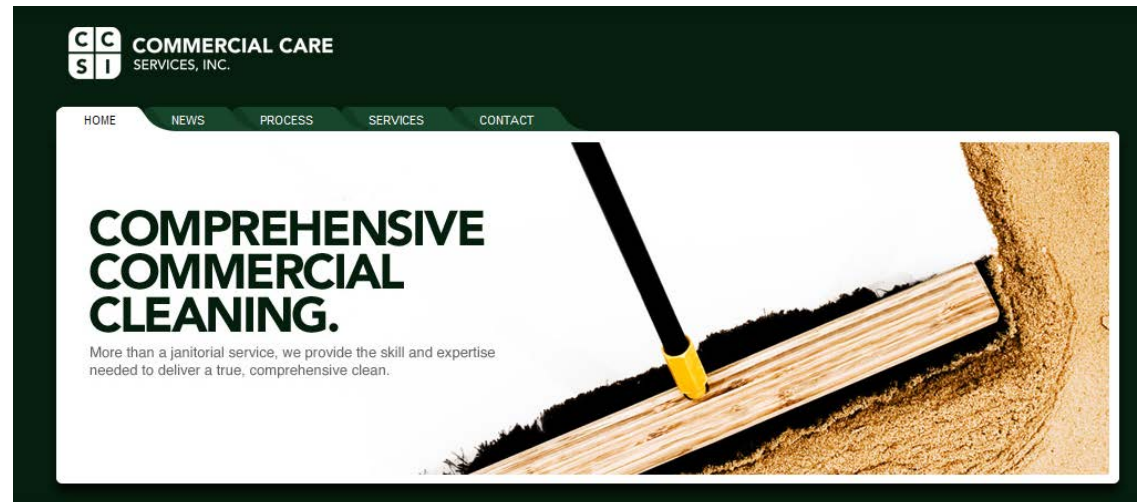 C C
S I
COMMERCIAL CARE
SERVICES, INC.
HOME NEWS PROCESS SERVICES CONTACT
COMPREHENSIVE
COMMERCIAL
CLEANING.
More than a janitorial service, we provide the skill and expertise
needed to deliver a true, comprehensive clean.